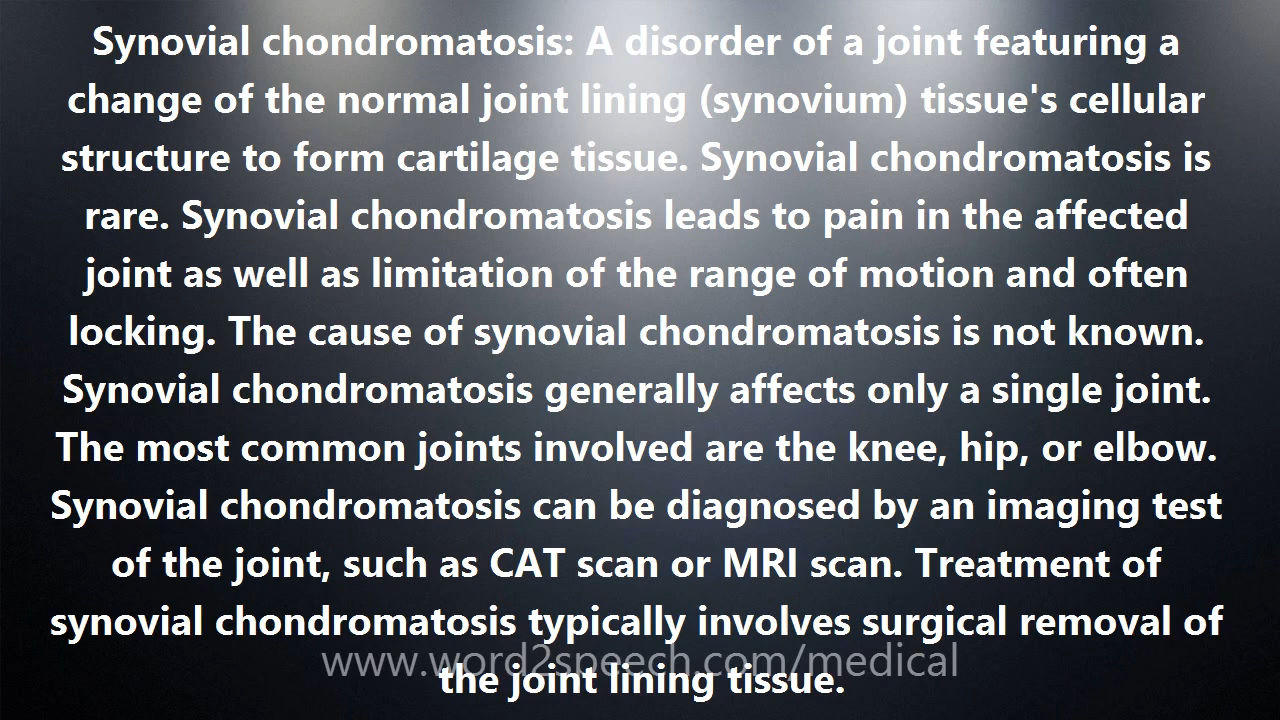 Synovial chondromatosis: A disorder of a joint featuring a
change of the normal joint lining (synovium) tissue's cellular
structure to form cartilage tissue. Synovial chondromatosis is
rare. Synovial chondromatosis leads to pain in the affected
joint as well as limitation of the range of motion and often
locking. The cause of synovial chondromatosis is not known.
Synovial chondromatosis generally affects only a single joint.
The most common joints involved are the knee, hip, or elbow.
Synovial chondromatosis can be diagnosed by an imaging test
of the joint, such as CAT scan or MRI scan. Treatment of
synovial chondromatosis typically involves surgical removal of
www.word2speech.com/medical
the joint lining tissue.